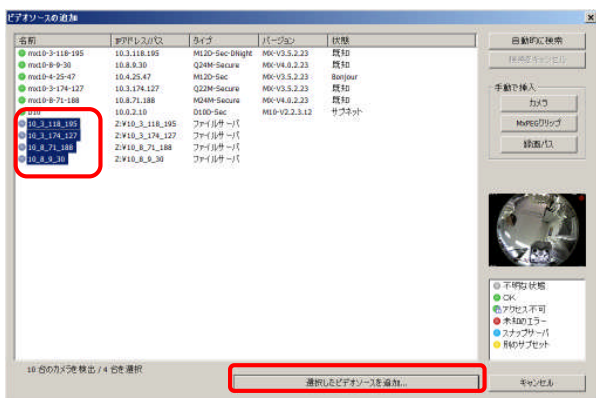 ビデオソースの追加
名前 IPアドレス/パス タイプ バージョン 状態
mx10-3-118-195 10.3.118.195 M12D-Sec-DNight MX-V3.5.2.23 既知
mx10-8-9-30 10.8.9.30 Q24M-Secure MX-V4.0.2.23 既知
mx10-4-25-47 10.4.25.47 M12D-Sec MX-V3.5.2.23 Bonjour
mx10-3-174-127 10.3.174.127 Q22M-Secure MX-V3.5.2.23 既知
mx10-8-71-188 10.8.71.188 M24M-Secure MX-V4.0.2.23 既知
D10 10.0.2.10 D10D-Sec M10-V2.2.3.12 サブネット
10_3_118_195 Z:¥10_3_118_195 ファイルサーバ
10_3_174_127 Z:¥10_3_174_127 ファイルサーバ
10_8_71_188 Z:¥10_8_71_188 ファイルサーバ
10_8_9_30 Z:¥10_8_9_30 ファイルサーバ
自動的に検索
検索をキャンセル
手動で挿入
カメラ
MxPEGクリップ
録画パス
不明な状態
OK
アクセス不可
未知のエラー
スナップサーバ
別のサブセット
10 台のカメラを検出 / 4 台を選択
選択したビデオソースを追加...
キャンセル